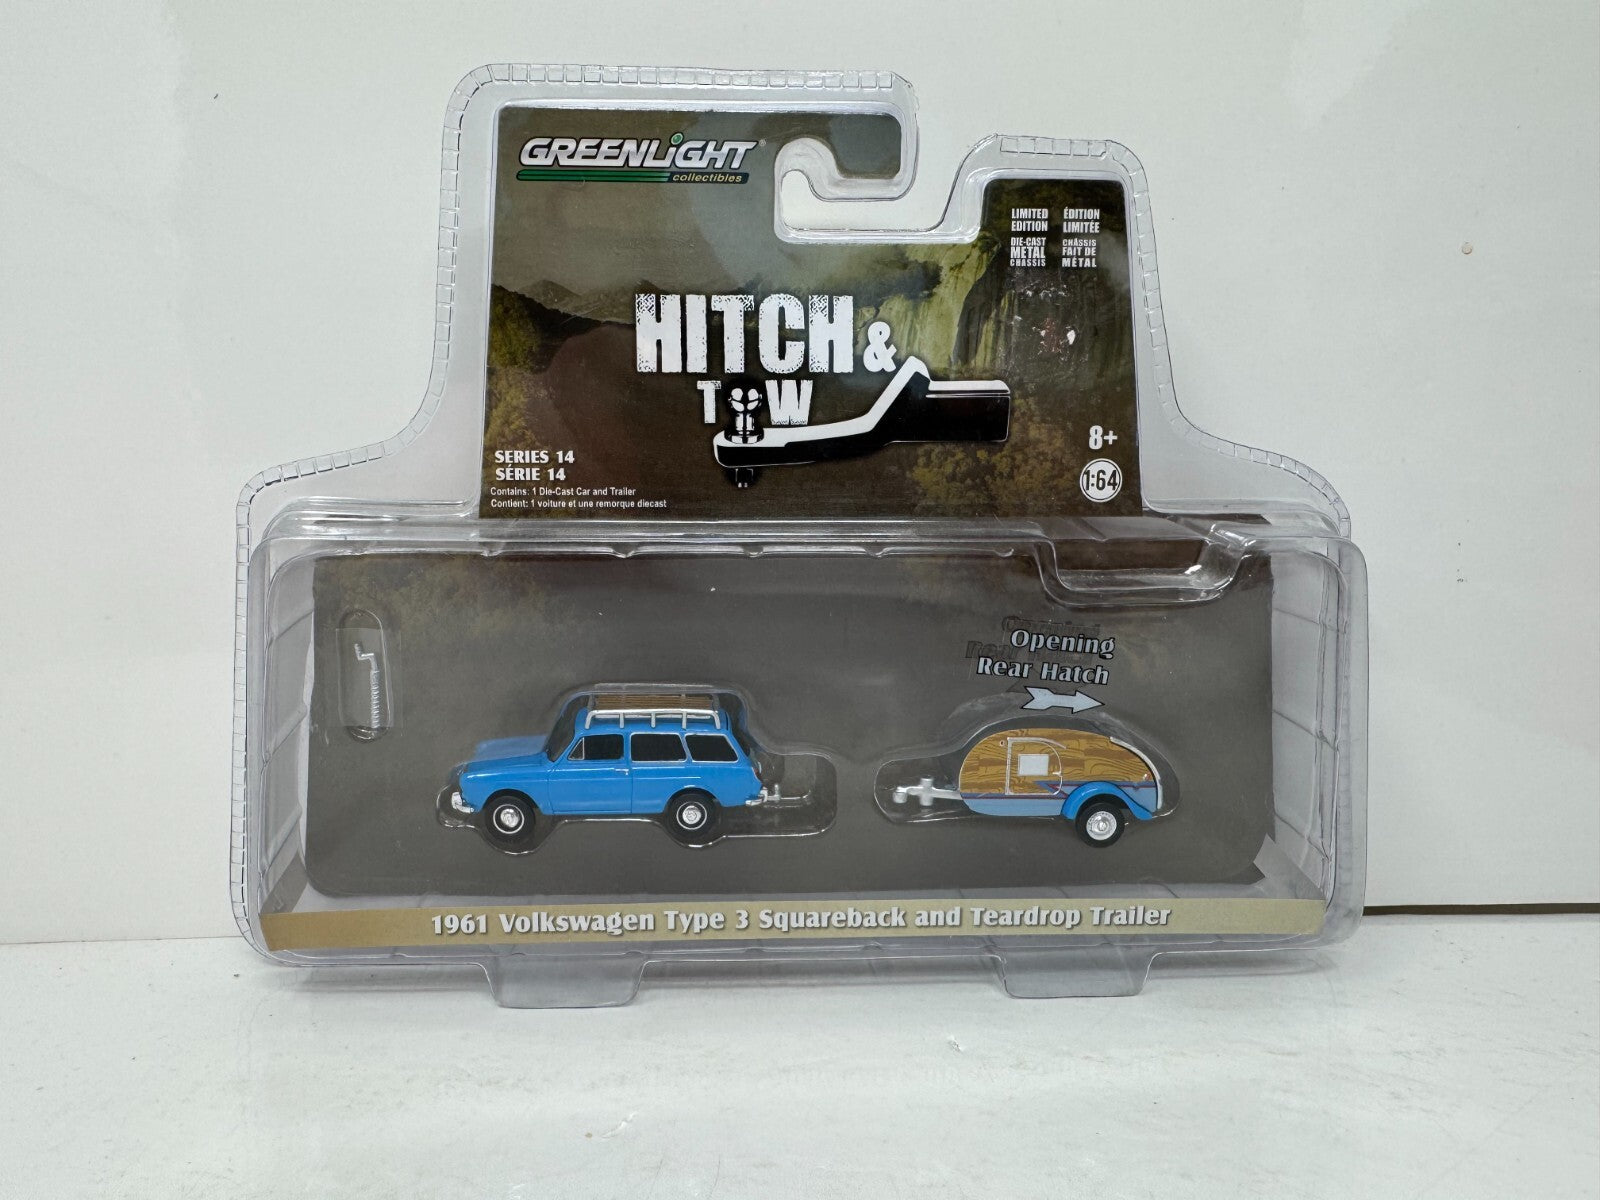 GREENLiGHT®
collectibles
LIMITED EDITION
DIE-CAST METAL CHASSIS
ÉDITION LIMITÉE
CHÂSSIS FAIT DE MÉTAL
HITCH &
TOW
8+
1:64
SERIES 14
SÉRIE 14
Contains: 1 Die-Cast Car and Trailer
Contient: 1 voiture et une remorque diecast
Opening
Rear Hatch
1961 Volkswagen Type 3 Squareback and Teardrop Trailer